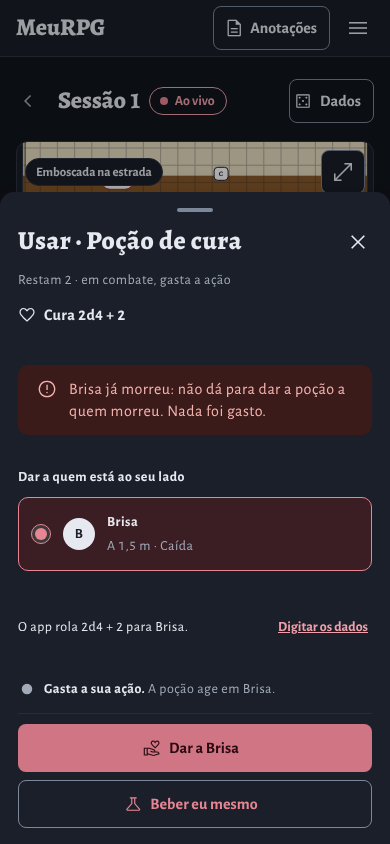 MeuRPG
Anotações
Sessão 1
Ao vivo
Dados
Emboscada na estrada
C
Usar · Poção de cura
Restam 2 · em combate, gasta a ação
Cura 2d4 + 2
Brisa já morreu: não dá para dar a poção a
quem morreu. Nada foi gasto.
Dar a quem está ao seu lado
B
Brisa
A 1,5 m · Caída
O app rola 2d4 + 2 para Brisa.
Digitar os dados
Gasta a sua ação. A poção age em Brisa.
Dar a Brisa
Beber eu mesmo